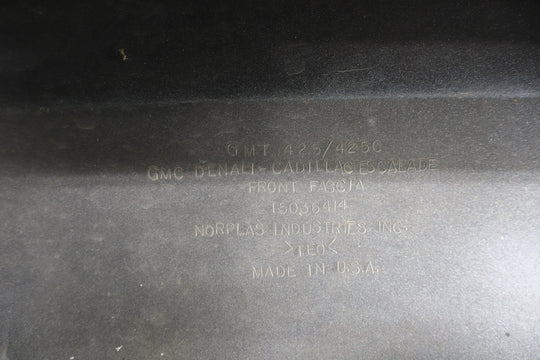 GMT 425/425C
GMC DENALI-CADILLAC ESCALADE
FRONT FASCIA
15036414
NORPLAS INDUSTRIES INC.
>TEO<
MADE IN U.S.A.